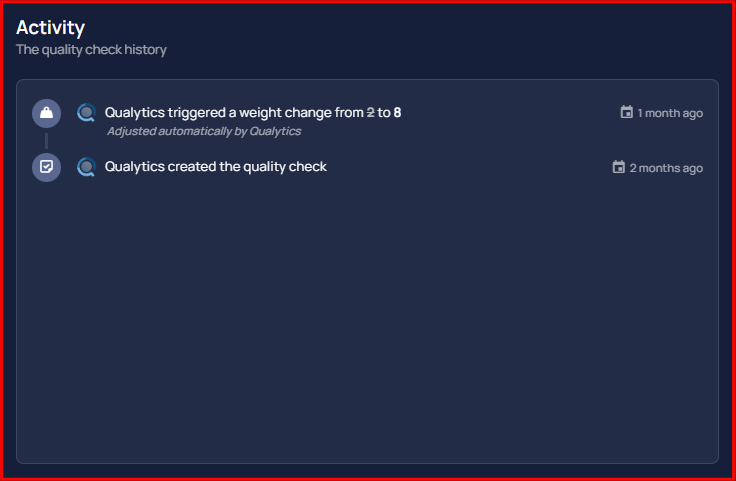 Activity
The quality check history
Qualytics triggered a weight change from 2 to 8
1 month ago
Adjusted automatically by Qualytics
Qualytics created the quality check
2 months ago